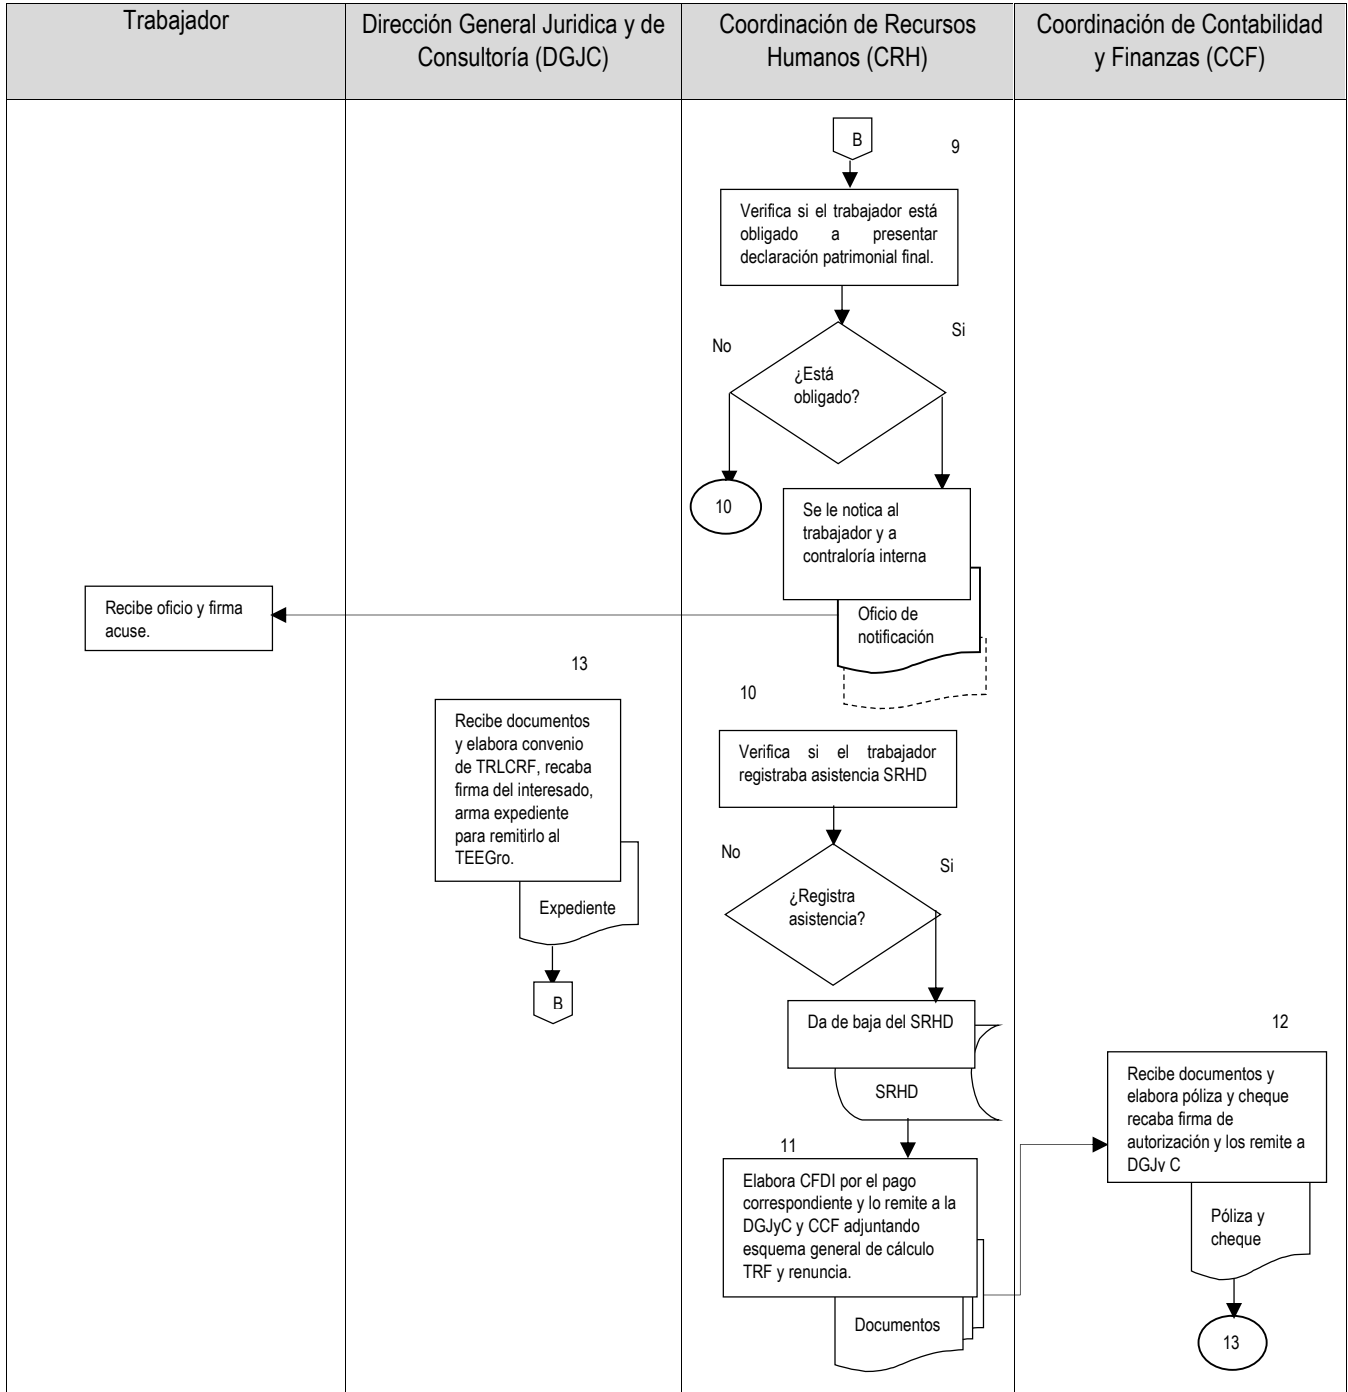 Trabajador
Dirección General Juridica y de
Consultoría (DGJC)
Coordinación de Recursos
Humanos (CRH)
Coordinación de Contabilidad
y Finanzas (CCF)
B
9
Verifica si el trabajador está
obligado a presentar
declaración patrimonial final.
No
Si
¿Está
obligado?
10
Se le notica al
trabajador y a
contraloría interna
Oficio de
notificación
Recibe oficio y firma
acuse.
13
Recibe documentos
y elabora convenio
de TRLCRF, recaba
firma del interesado,
arma expediente
para remitirlo al
TEEGro.
Expediente
B
10
Verifica si el trabajador
registraba asistencia SRHD
No
Si
¿Registra
asistencia?
Da de baja del SRHD
SRHD
11
Elabora CFDI por el pago
correspondiente y lo remite a la
DGJyC y CCF adjuntando
esquema general de cálculo
TRF y renuncia.
Documentos
12
Recibe documentos y
elabora póliza y cheque
recaba firma de
autorización y los remite a
DGJy C
Póliza y
cheque
13